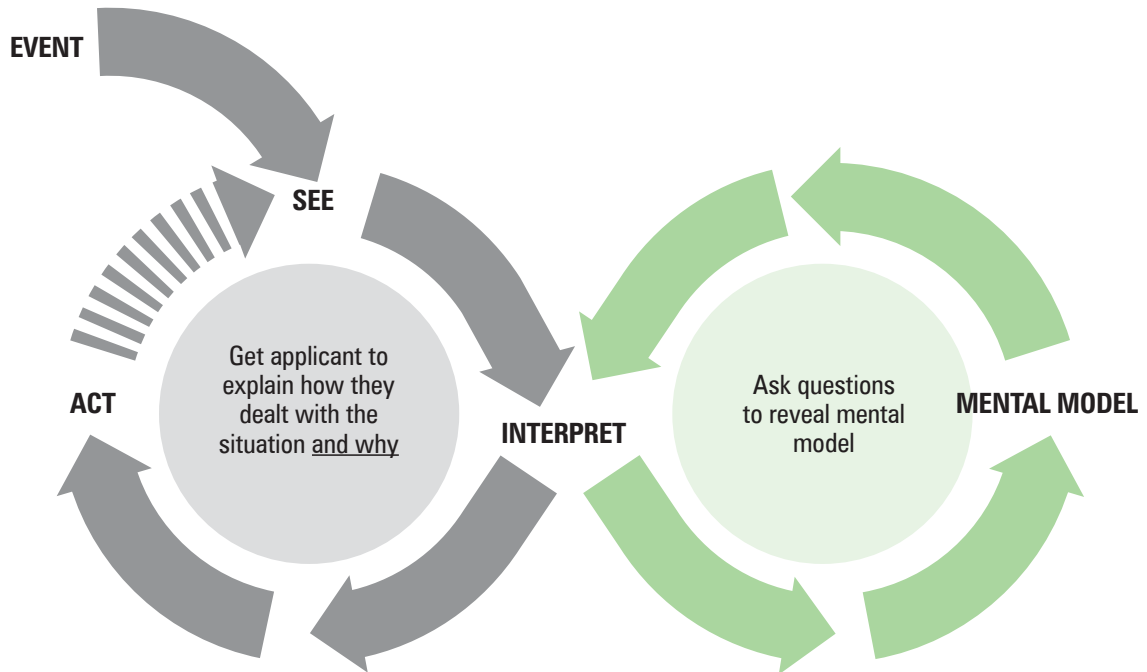 EVENT
SEE
Get applicant to
explain how they
dealt with the
situation and why
ACT
INTERPRET
Ask questions
to reveal mental
model
MENTAL MODEL